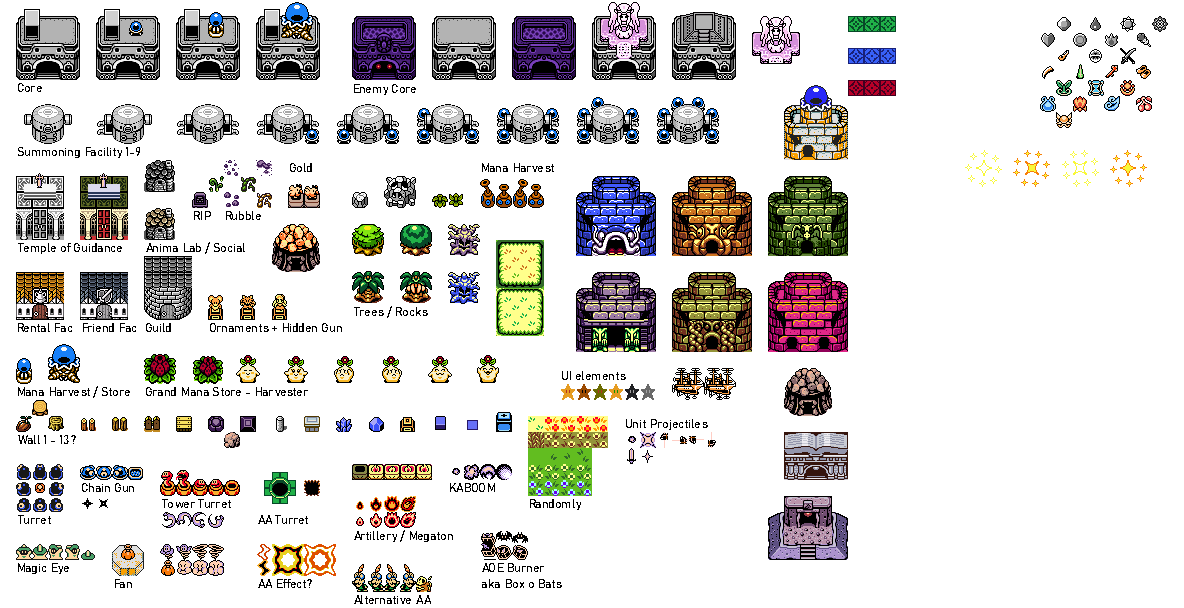 Core
Enemy Core
Summoning Facility 1-9
Gold
Mana Harvest
RIP
Rubble
Temple of Guidance
Anima Lab / Social
Trees / Rocks
Rental Fac
Friend Fac
Guild
Ornaments + Hidden Gun
Mana Harvest / Store
Grand Mana Store - Harvester
UI elements
Wall 1 - 13?
Unit Projectiles
Chain Gun
KABOOM
Tower Turret
Randomly
Turret
AA Turret
Artillery / Megaton
Magic Eye
Fan
AA Effect?
AOE Burner
aka Box o Bats
Alternative AA